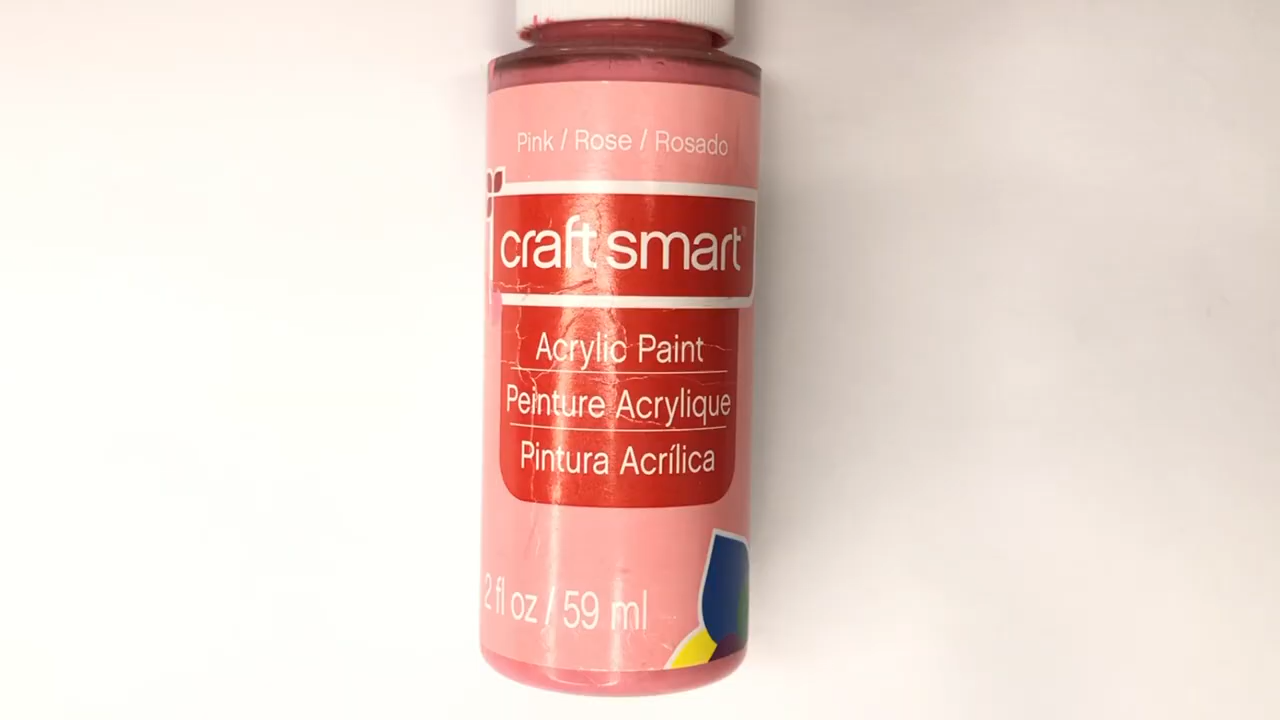 Pink / Rose / Rosado
craft smart
Acrylic Paint
Peinture Acrylique
Pintura Acrílica
2 fl oz / 59 ml